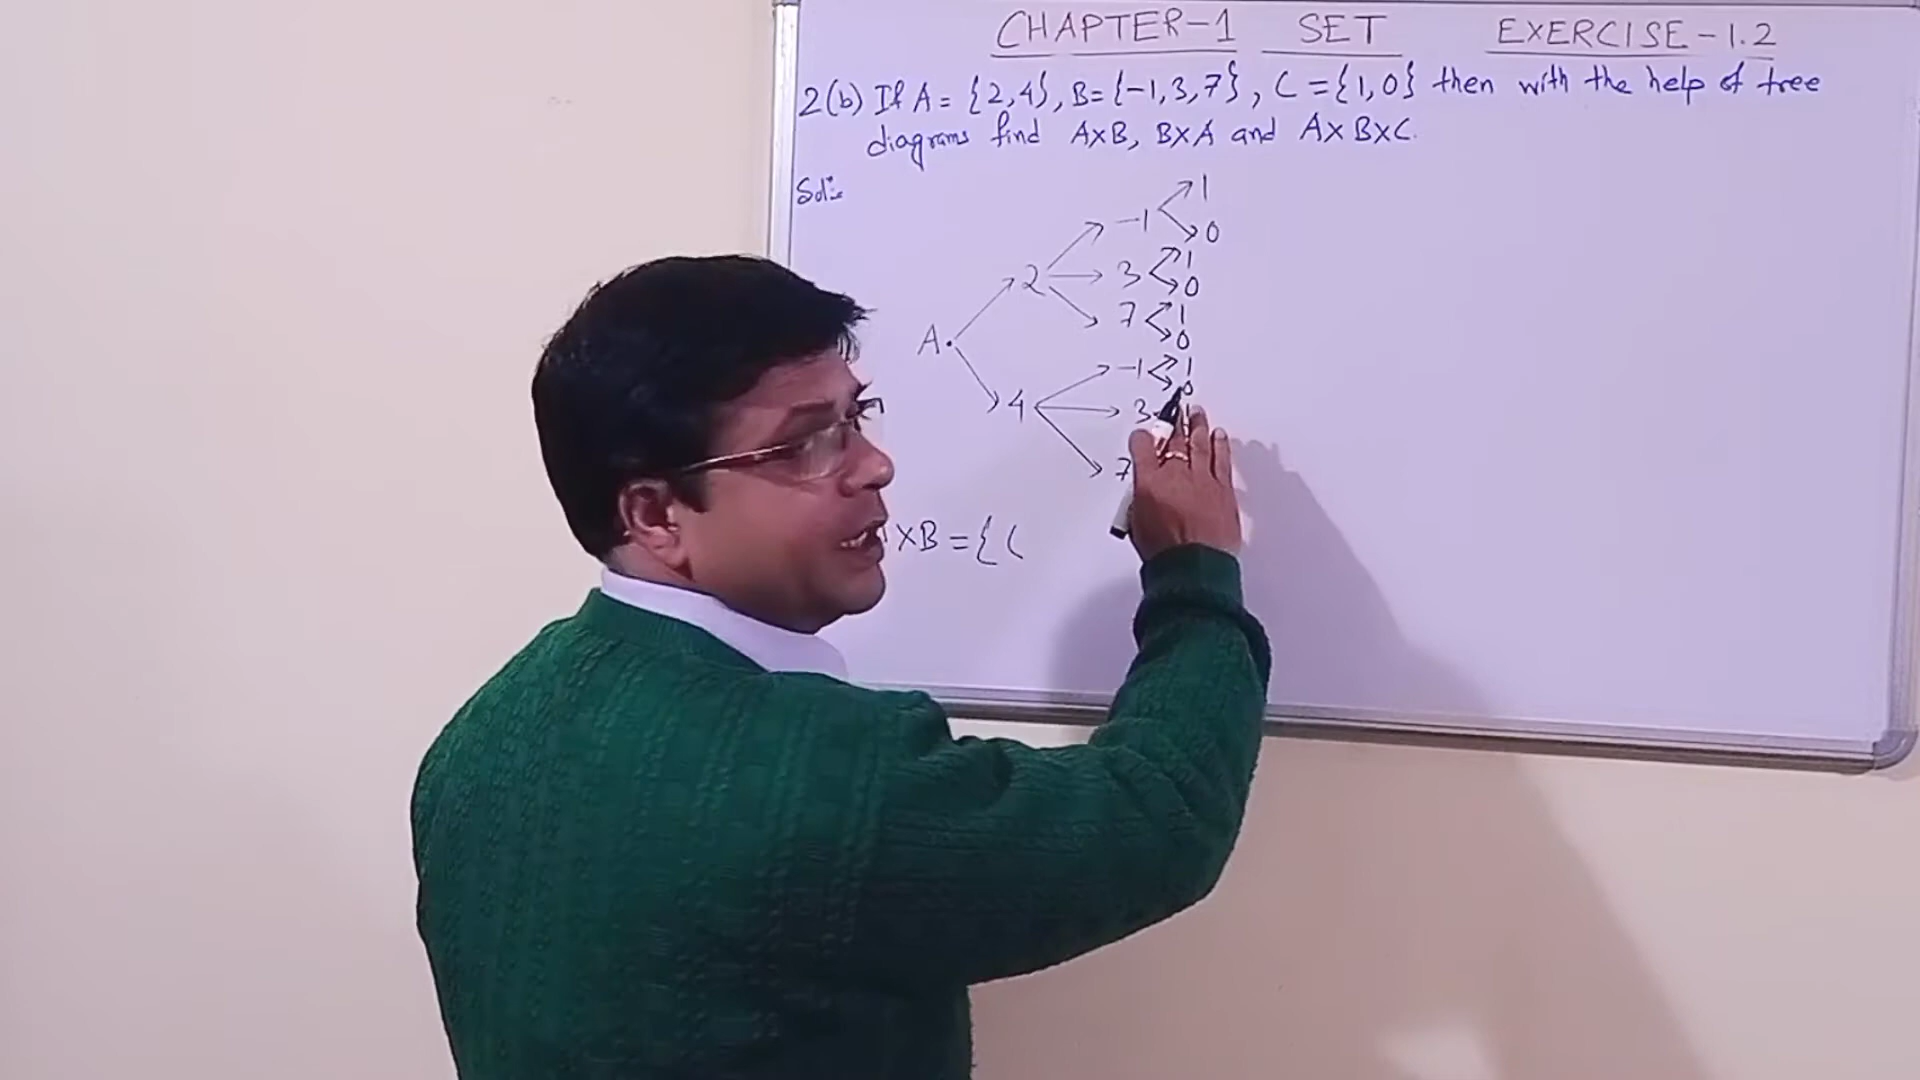 CHAPTER-1 SET EXERCISE-1.2
2(b) If A = {2,4}, B={-1,3,7}, C={1,0} then with the help of tree
diagrams find A×B, B×A and A×B×C.
Sol:-
1
-1
0
1
2 3
0
7 1
0
A.
-1 1
0
4 3 1
7
×B = { (